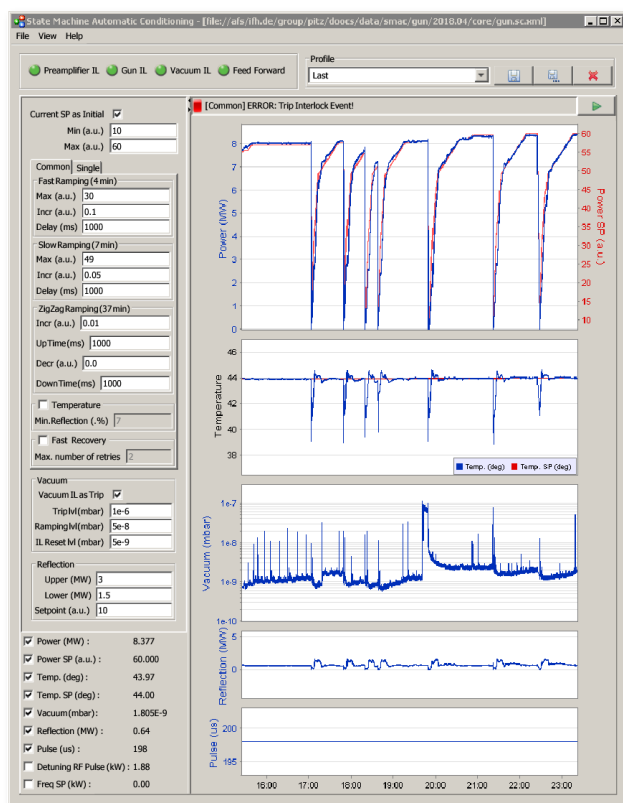 State Machine Automatic Conditioning - [file://afs/ifh.de/group/pitz/doocs/data/smac/gun/2018.04/core/gun.sc.xml]
File View Help
Preamplifier IL Gun IL Vacuum IL Feed Forward
Profile
Last
Current SP as Initial
Min (a.u.) 10
Max (a.u.) 60
Common Single
Fast Ramping (4 min)
Max (a.u.) 30
Incr (a.u.) 0.1
Delay (ms) 1000
Slow Ramping (7 min)
Max (a.u.) 49
Incr (a.u.) 0.05
Delay (ms) 1000
ZigZag Ramping (37 min)
Incr (a.u.) 0.01
Up Time (ms) 1000
Decr (a.u.) 0.0
Down Time(ms) 1000
Temperature
Min.Reflection (.%) 7
Fast Recovery
Max. number of retries 2
Vacuum
Vacuum IL as Trip
Trip lvl (mbar) 1e-6
Ramping lvl (mbar) 5e-8
IL Reset lvl (mbar) 5e-9
Reflection
Upper (MW) 3
Lower (MW) 1.5
Setpoint (a.u.) 10
Power (MW) : 8.377
Power SP (a.u.) : 60.000
Temp. (deg) : 43.97
Temp. SP (deg) : 44.00
Vacuum (mbar) : 1.805E-9
Reflection (MW) : 0.64
Pulse (us) : 198
Detuning RF Pulse (kW) : 1.88
Freq SP (kW) : 0.00
[Common] ERROR: Trip Interlock Event!
Power (MW)
8
7
6
5
4
3
2
1
0
Power SP (a.u.)
60
55
50
45
40
35
30
25
20
15
10
Temperature
46
44
42
40
38
Temp. (deg) Temp. SP (deg)
Vacuum (mbar)
1e-7
1e-8
1e-9
1e-10
Reflection (MW)
5
0
Pulse (us)
200
195
16:00 17:00 18:00 19:00 20:00 21:00 22:00 23:00